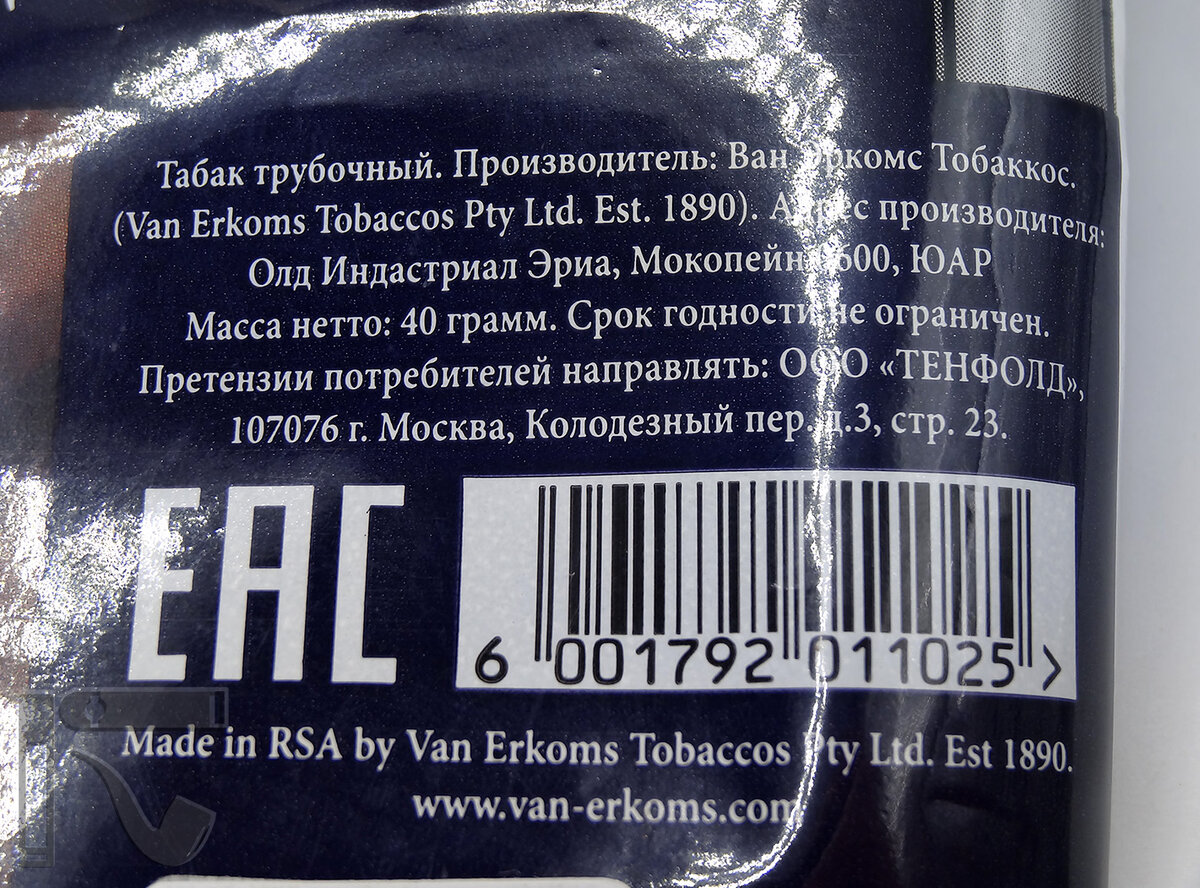 Табак трубочный. Производитель: Ван Эркомс Тобаккос.
(Van Erkoms Tobaccos Pty Ltd. Est. 1890). Адрес производителя:
Олд Индастриал Эриа, Мокопейн 0600, ЮАР
Масса нетто: 40 грамм. Срок годности не ограничен.
Претензии потребителей направлять: ООО «ТЕНФОЛД»,
107076 г. Москва, Колодезный пер. д.3, стр. 23.
EAC
6 001792 011025 >
Made in RSA by Van Erkoms Tobaccos Pty Ltd. Est 1890.
www.van-erkoms.com